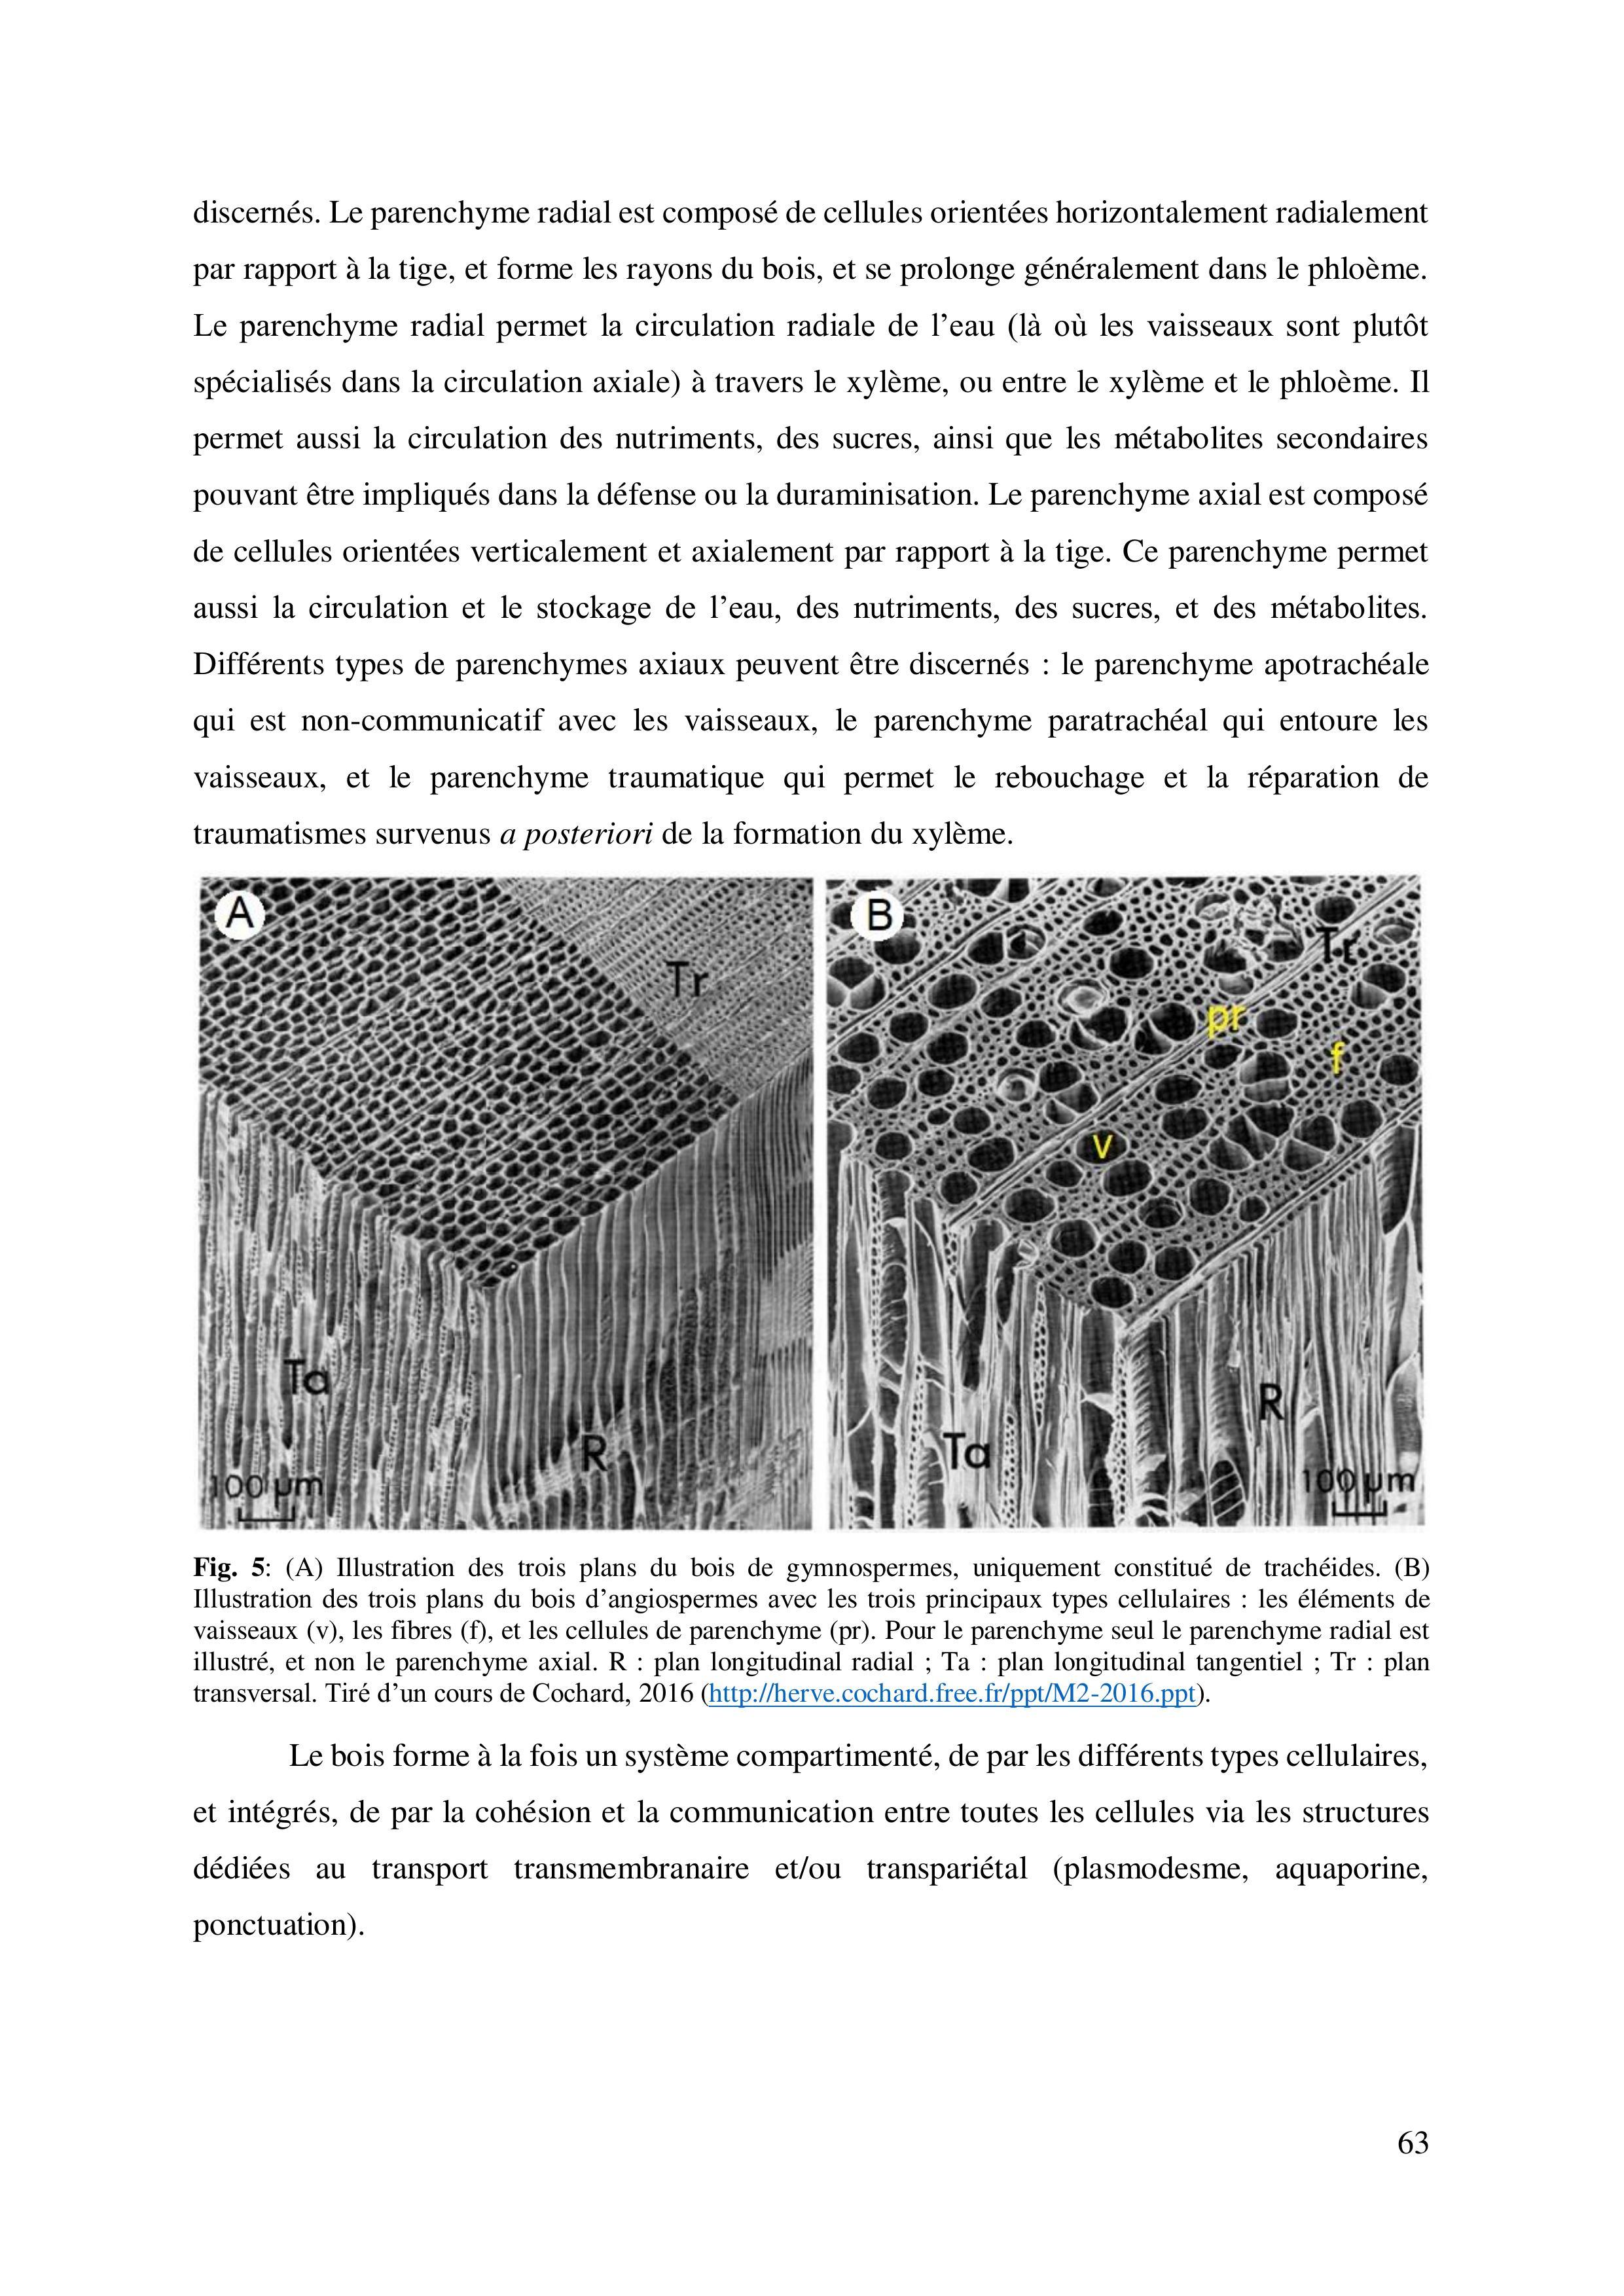 discernés. Le parenchyme radial est composé de cellules orientées horizontalement radialement
par rapport à la tige, et forme les rayons du bois, et se prolonge généralement dans le phloème.
Le parenchyme radial permet la circulation radiale de l’eau (là où les vaisseaux sont plutôt
spécialisés dans la circulation axiale) à travers le xylème, ou entre le xylème et le phloème. Il
permet aussi la circulation des nutriments, des sucres, ainsi que les métabolites secondaires
pouvant être impliqués dans la défense ou la duraminisation. Le parenchyme axial est composé
de cellules orientées verticalement et axialement par rapport à la tige. Ce parenchyme permet
aussi la circulation et le stockage de l’eau, des nutriments, des sucres, et des métabolites.
Différents types de parenchymes axiaux peuvent être discernés : le parenchyme apotrachéale
qui est non-communicatif avec les vaisseaux, le parenchyme paratrachéal qui entoure les
vaisseaux, et le parenchyme traumatique qui permet le rebouchage et la réparation de
traumatismes survenus a posteriori de la formation du xylème.
A
Tr
Ta
R
100 µm
B
Tr
pr
f
v
R
Ta
100 µm
Fig. 5: (A) Illustration des trois plans du bois de gymnospermes, uniquement constitué de trachéides. (B)
Illustration des trois plans du bois d’angiospermes avec les trois principaux types cellulaires : les éléments de
vaisseaux (v), les fibres (f), et les cellules de parenchyme (pr). Pour le parenchyme seul le parenchyme radial est
illustré, et non le parenchyme axial. R : plan longitudinal radial ; Ta : plan longitudinal tangentiel ; Tr : plan
transversal. Tiré d’un cours de Cochard, 2016 (http://herve.cochard.free.fr/ppt/M2-2016.ppt).
Le bois forme à la fois un système compartimenté, de par les différents types cellulaires,
et intégrés, de par la cohésion et la communication entre toutes les cellules via les structures
dédiées au transport transmembranaire et/ou transpariétal (plasmodesme, aquaporine,
ponctuation).
63